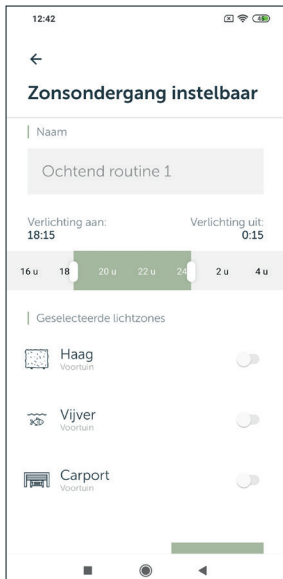 12:42
Zonsondergang instelbaar
Naam
Ochtend routine 1
Verlichting aan: Verlichting uit:
18:15 0:15
16 u 18 20 u 22 u 24 2 u 4 u
Geselecteerde lichtzones
Haag
Voortuin
Vijver
Voortuin
Carport
Voortuin